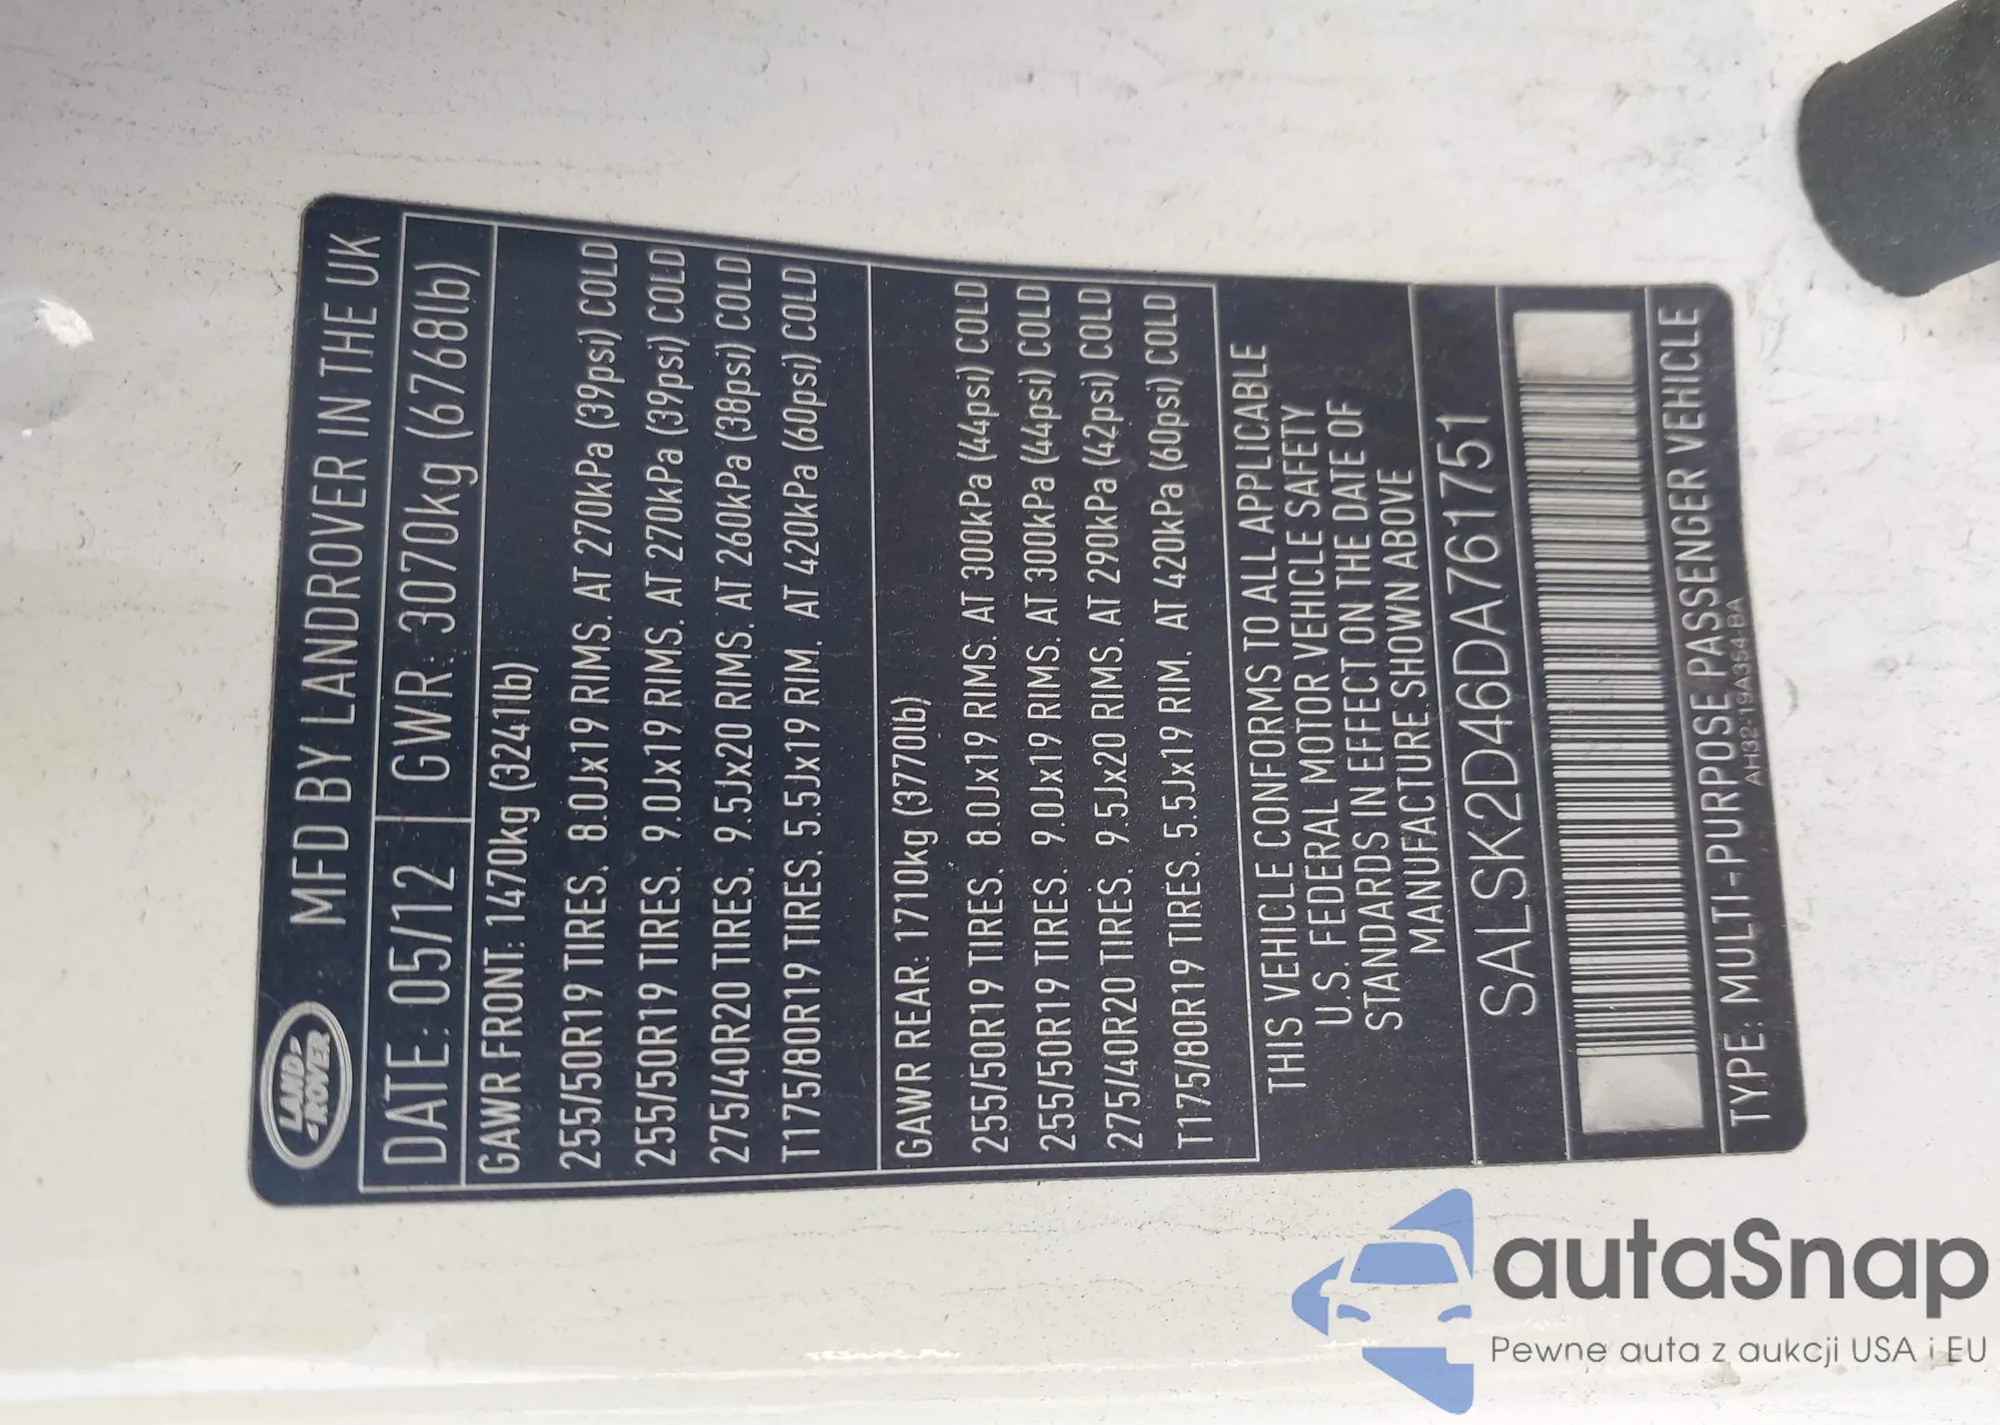 LAND ROVER
MFD BY LANDROVER IN THE UK
DATE: 05/12 GWR: 3070kg (6768lb)
GAWR FRONT: 1470kg (3241lb)
255/50R19 TIRES. 8.0Jx19 RIMS. AT 270kPa (39psi) COLD
255/50R19 TIRES. 9.0Jx19 RIMS. AT 270kPa (39psi) COLD
275/40R20 TIRES. 9.5Jx20 RIMS. AT 260kPa (38psi) COLD
T175/80R19 TIRES. 5.5Jx19 RIM. AT 420kPa (60psi) COLD
GAWR REAR: 1710kg (3770lb)
255/50R19 TIRES. 8.0Jx19 RIMS. AT 300kPa (44psi) COLD
255/50R19 TIRES. 9.0Jx19 RIMS. AT 300kPa (44psi) COLD
275/40R20 TIRES. 9.5Jx20 RIMS. AT 290kPa (42psi) COLD
T175/80R19 TIRES. 5.5Jx19 RIM. AT 420kPa (60psi) COLD
THIS VEHICLE CONFORMS TO ALL APPLICABLE
U.S. FEDERAL MOTOR VEHICLE SAFETY
STANDARDS IN EFFECT ON THE DATE OF
MANUFACTURE SHOWN ABOVE
SALSK2D46DA761751
TYPE: MULTI-PURPOSE PASSENGER VEHICLE
AH32-19A364-BA
autaSnap
Pewne auta z aukcji USA i EU